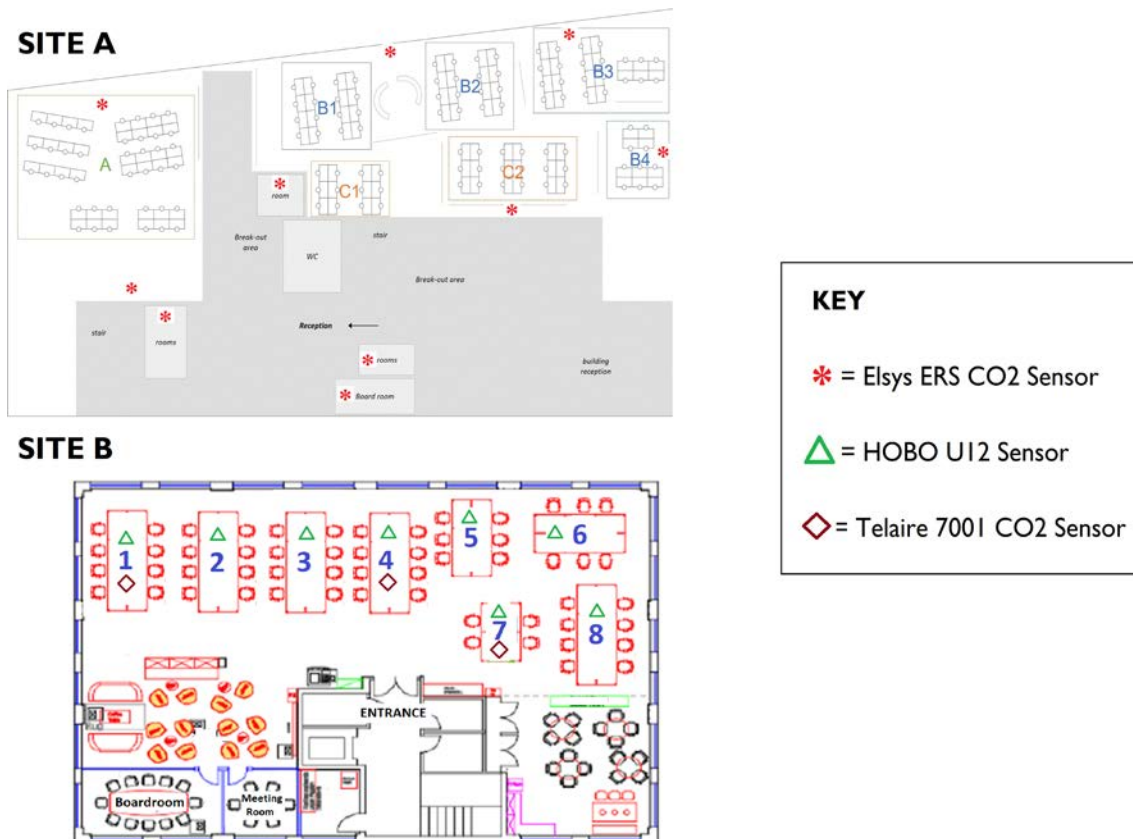 SITE A
A
B1
B2
B3
B4
C1
C2
room
Break-out
area
WC
stair
Break-out area
stair
rooms
Reception
rooms
Board room
building
reception
SITE B
1
2
3
4
5
6
7
8
ENTRANCE
Boardroom
Meeting
Room
KEY
= Elsys ERS CO2 Sensor
= HOBO U12 Sensor
= Telaire 7001 CO2 Sensor